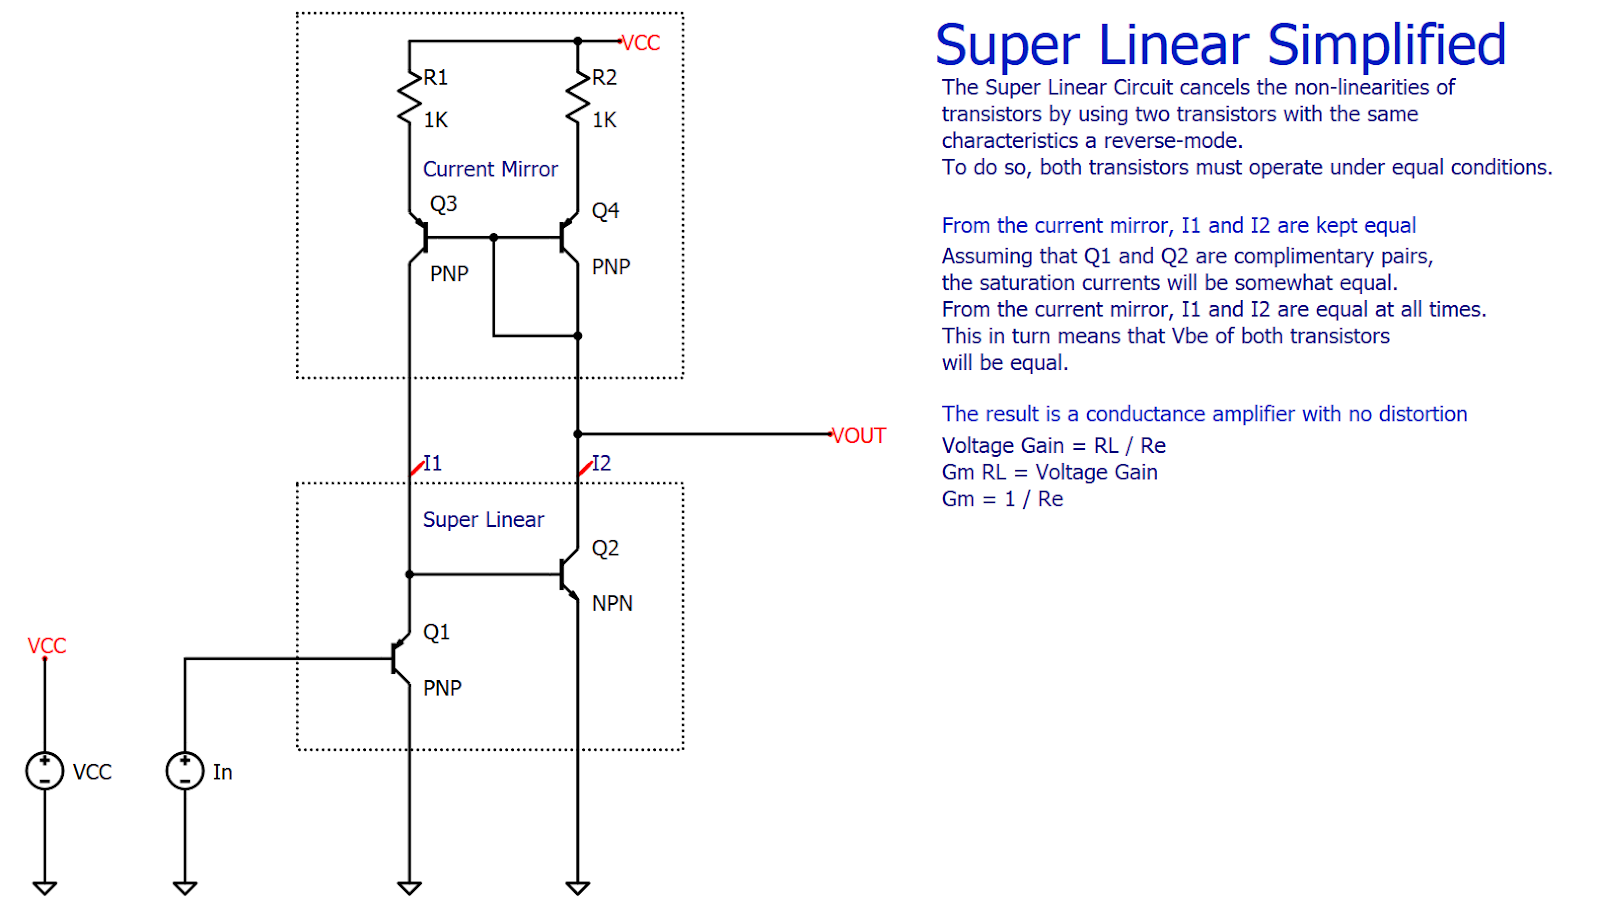 Super Linear Simplified
The Super Linear Circuit cancels the non-linearities of
transistors by using two transistors with the same
characteristics a reverse-mode.
To do so, both transistors must operate under equal conditions.
From the current mirror, I1 and I2 are kept equal
Assuming that Q1 and Q2 are complimentary pairs,
the saturation currents will be somewhat equal.
From the current mirror, I1 and I2 are equal at all times.
This in turn means that Vbe of both transistors
will be equal.
The result is a conductance amplifier with no distortion
Voltage Gain = RL / Re
Gm RL = Voltage Gain
Gm = 1 / Re
VCC
R1
R2
1K
1K
Current Mirror
Q3
Q4
PNP
PNP
VOUT
I1
I2
Super Linear
Q2
NPN
Q1
PNP
VCC
VCC
In